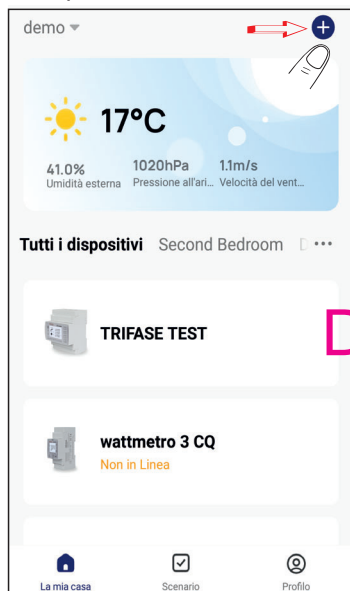 demo
17°C
41.0% 1020hPa 1.1m/s
Umidità esterna Pressione all'ari... Velocità del vent...
Tutti i dispositivi Second Bedroom
TRIFASE TEST
D
wattmetro 3 CQ
Non in Linea
La mia casa Scenario Profilo